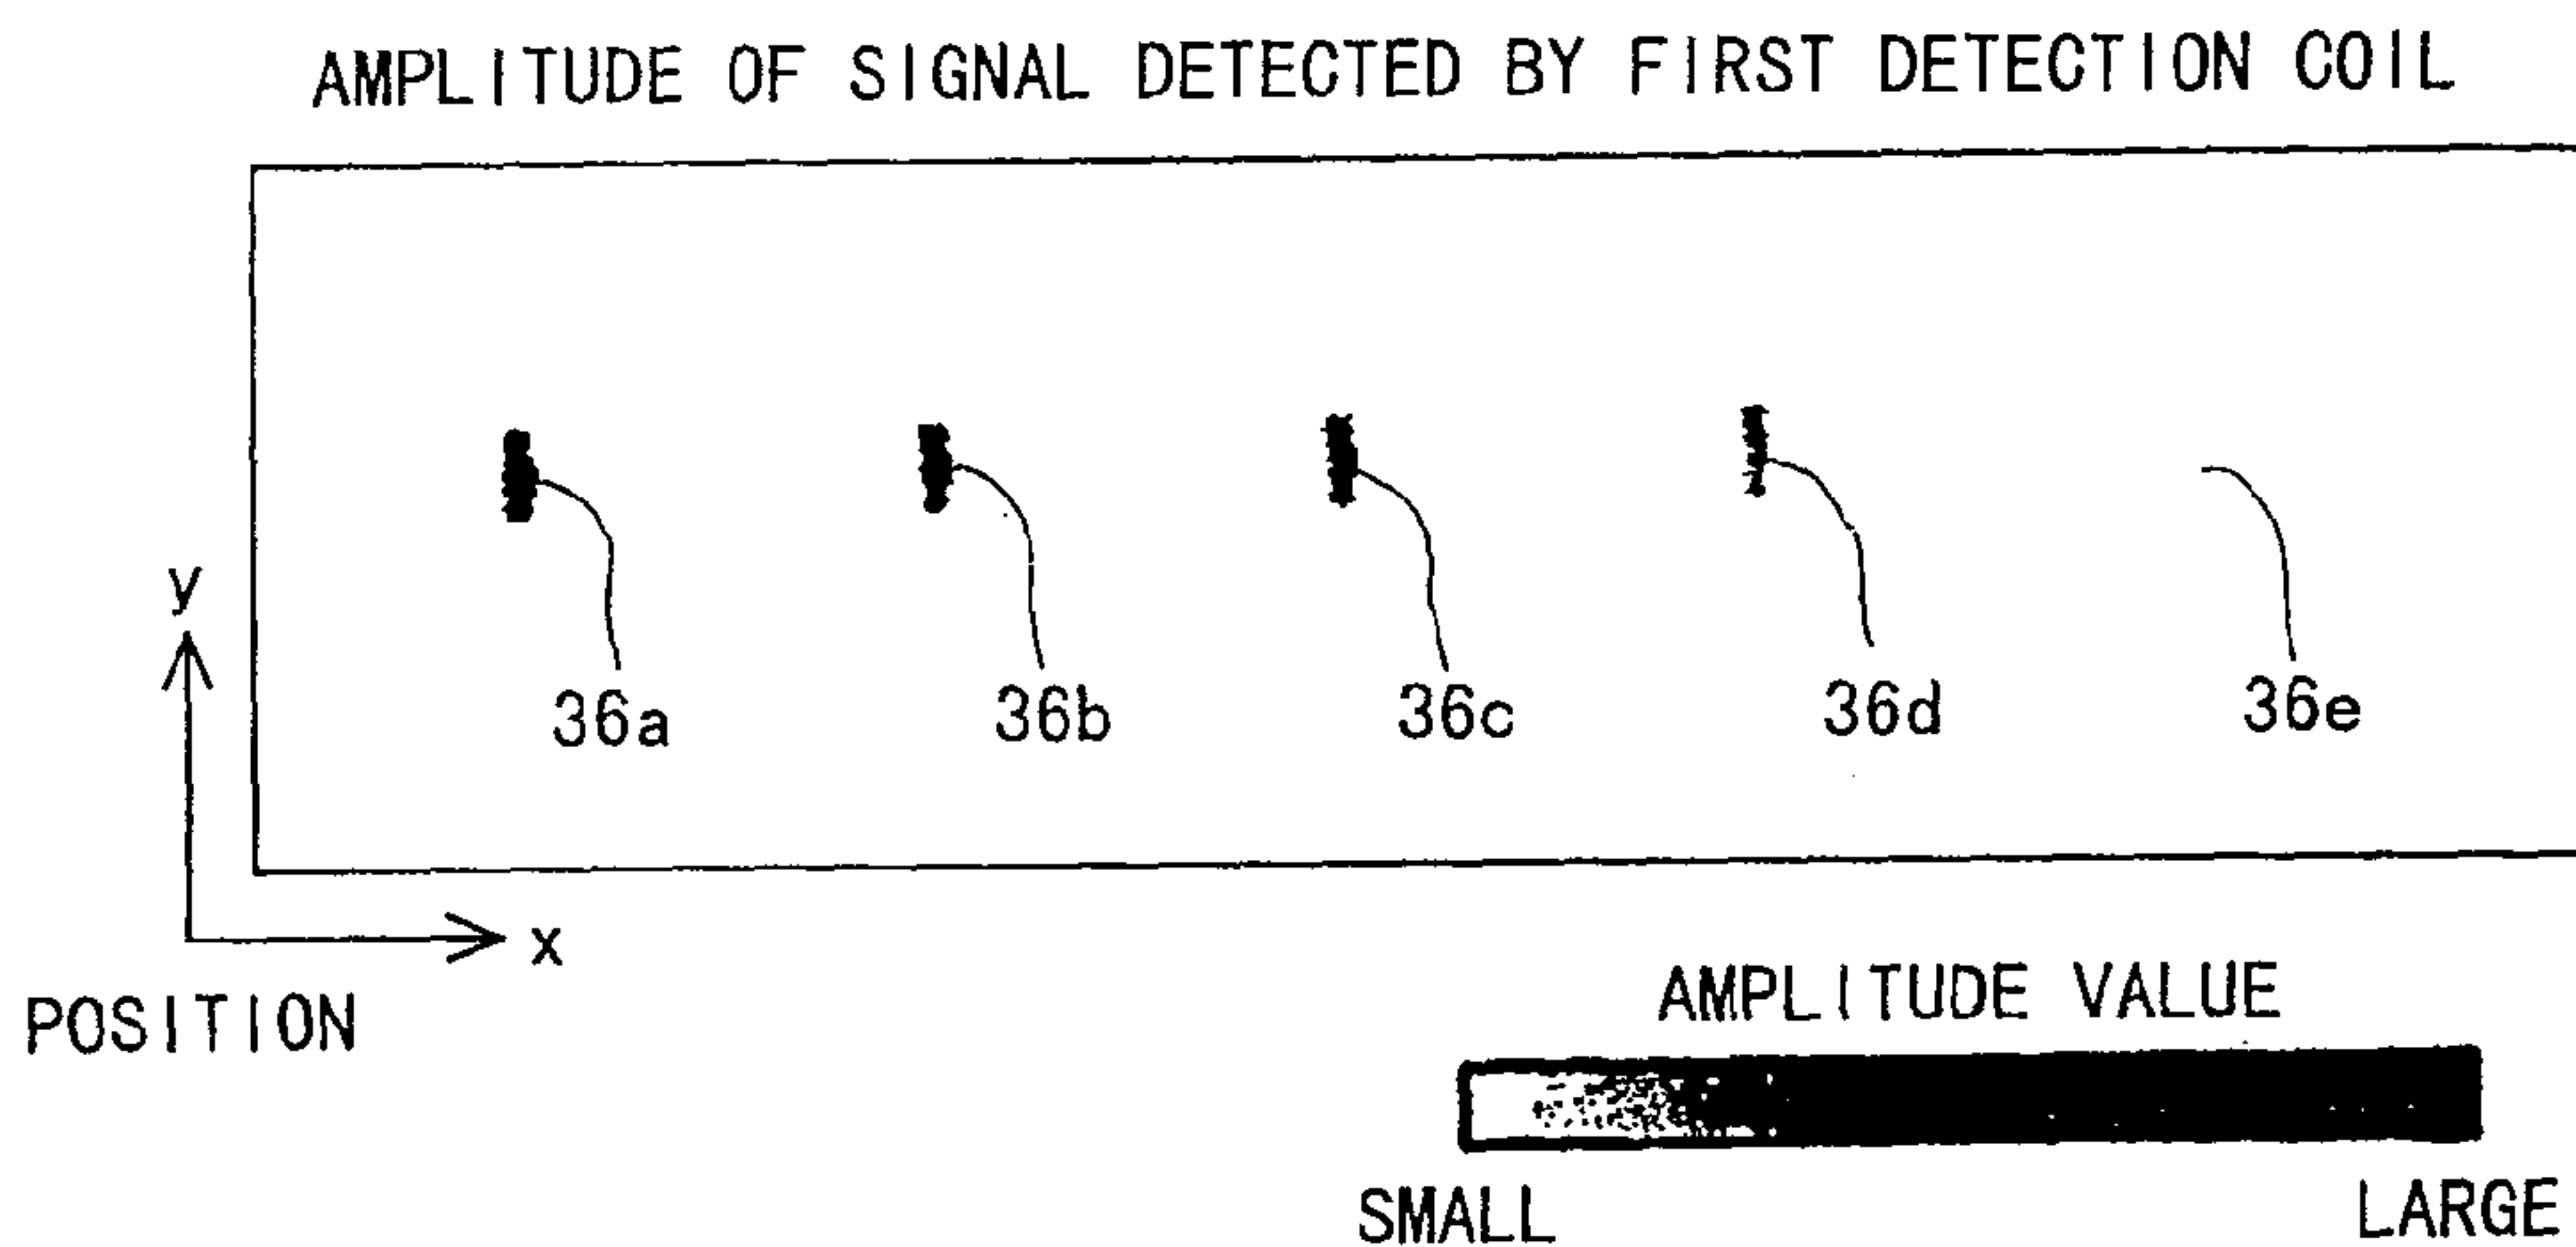 AMPLITUDE OF SIGNAL DETECTED BY FIRST DETECTION COIL
y
36a 36b 36c 36d 36e
x
POSITION
AMPLITUDE VALUE
SMALL LARGE